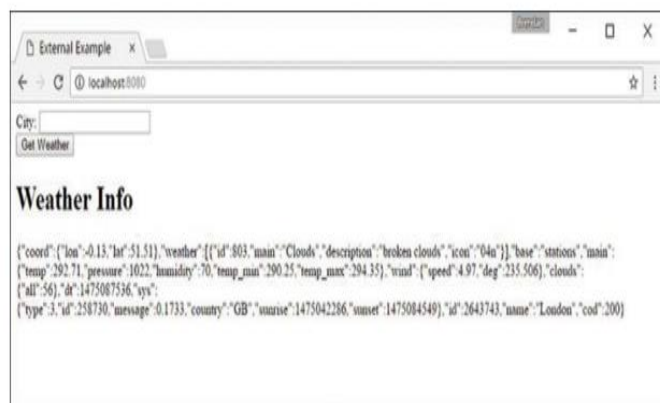 External Example
localhost:8080
City:
Get Weather
Weather Info
{"coord":{"lon":-0.13,"lat":51.51},"weather":[{"id":803,"main":"Clouds","description":"broken clouds","icon":"04n"}],"base":"stations","main":
{"temp":292.71,"pressure":1022,"humidity":70,"temp_min":290.25,"temp_max":294.35},"wind":{"speed":4.97,"deg":235.506},"clouds":
{"all":56},"dt":1475087536,"sys":
{"type":3,"id":258730,"message":0.1733,"country":"GB","sunrise":1475042286,"sunset":1475084549},"id":2643743,"name":"London","cod":200}